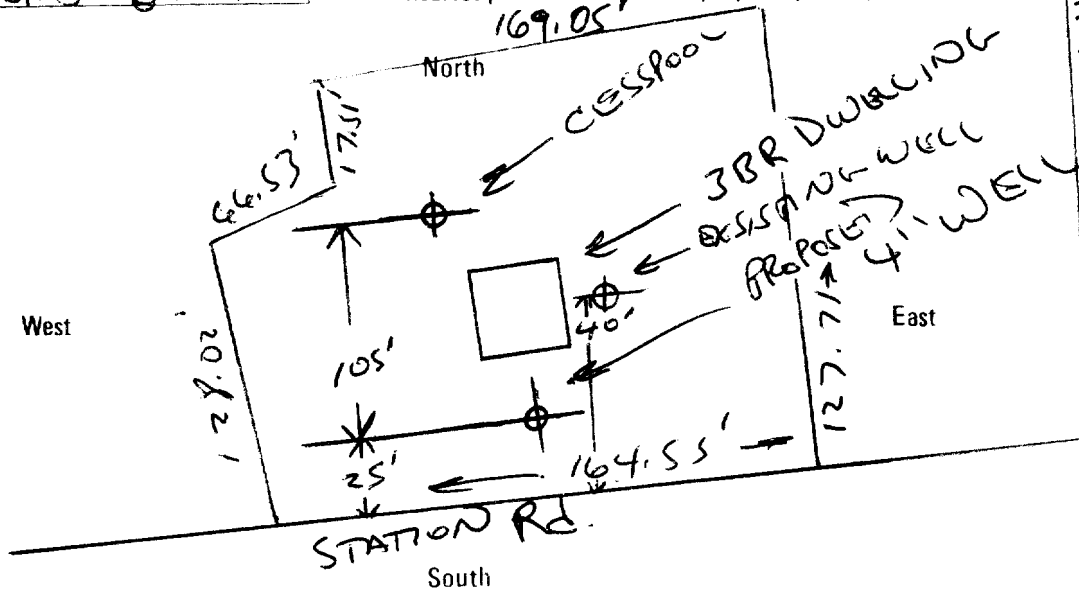 169.05'
North
CESSPOOL
17.51'
66.53'
3BR DWELLING
EXSISTING WELL
PROPOSED
4" WELL
40'
West
East
128.02
105'
127.71
25'
164.55'
STATION Rd.
South